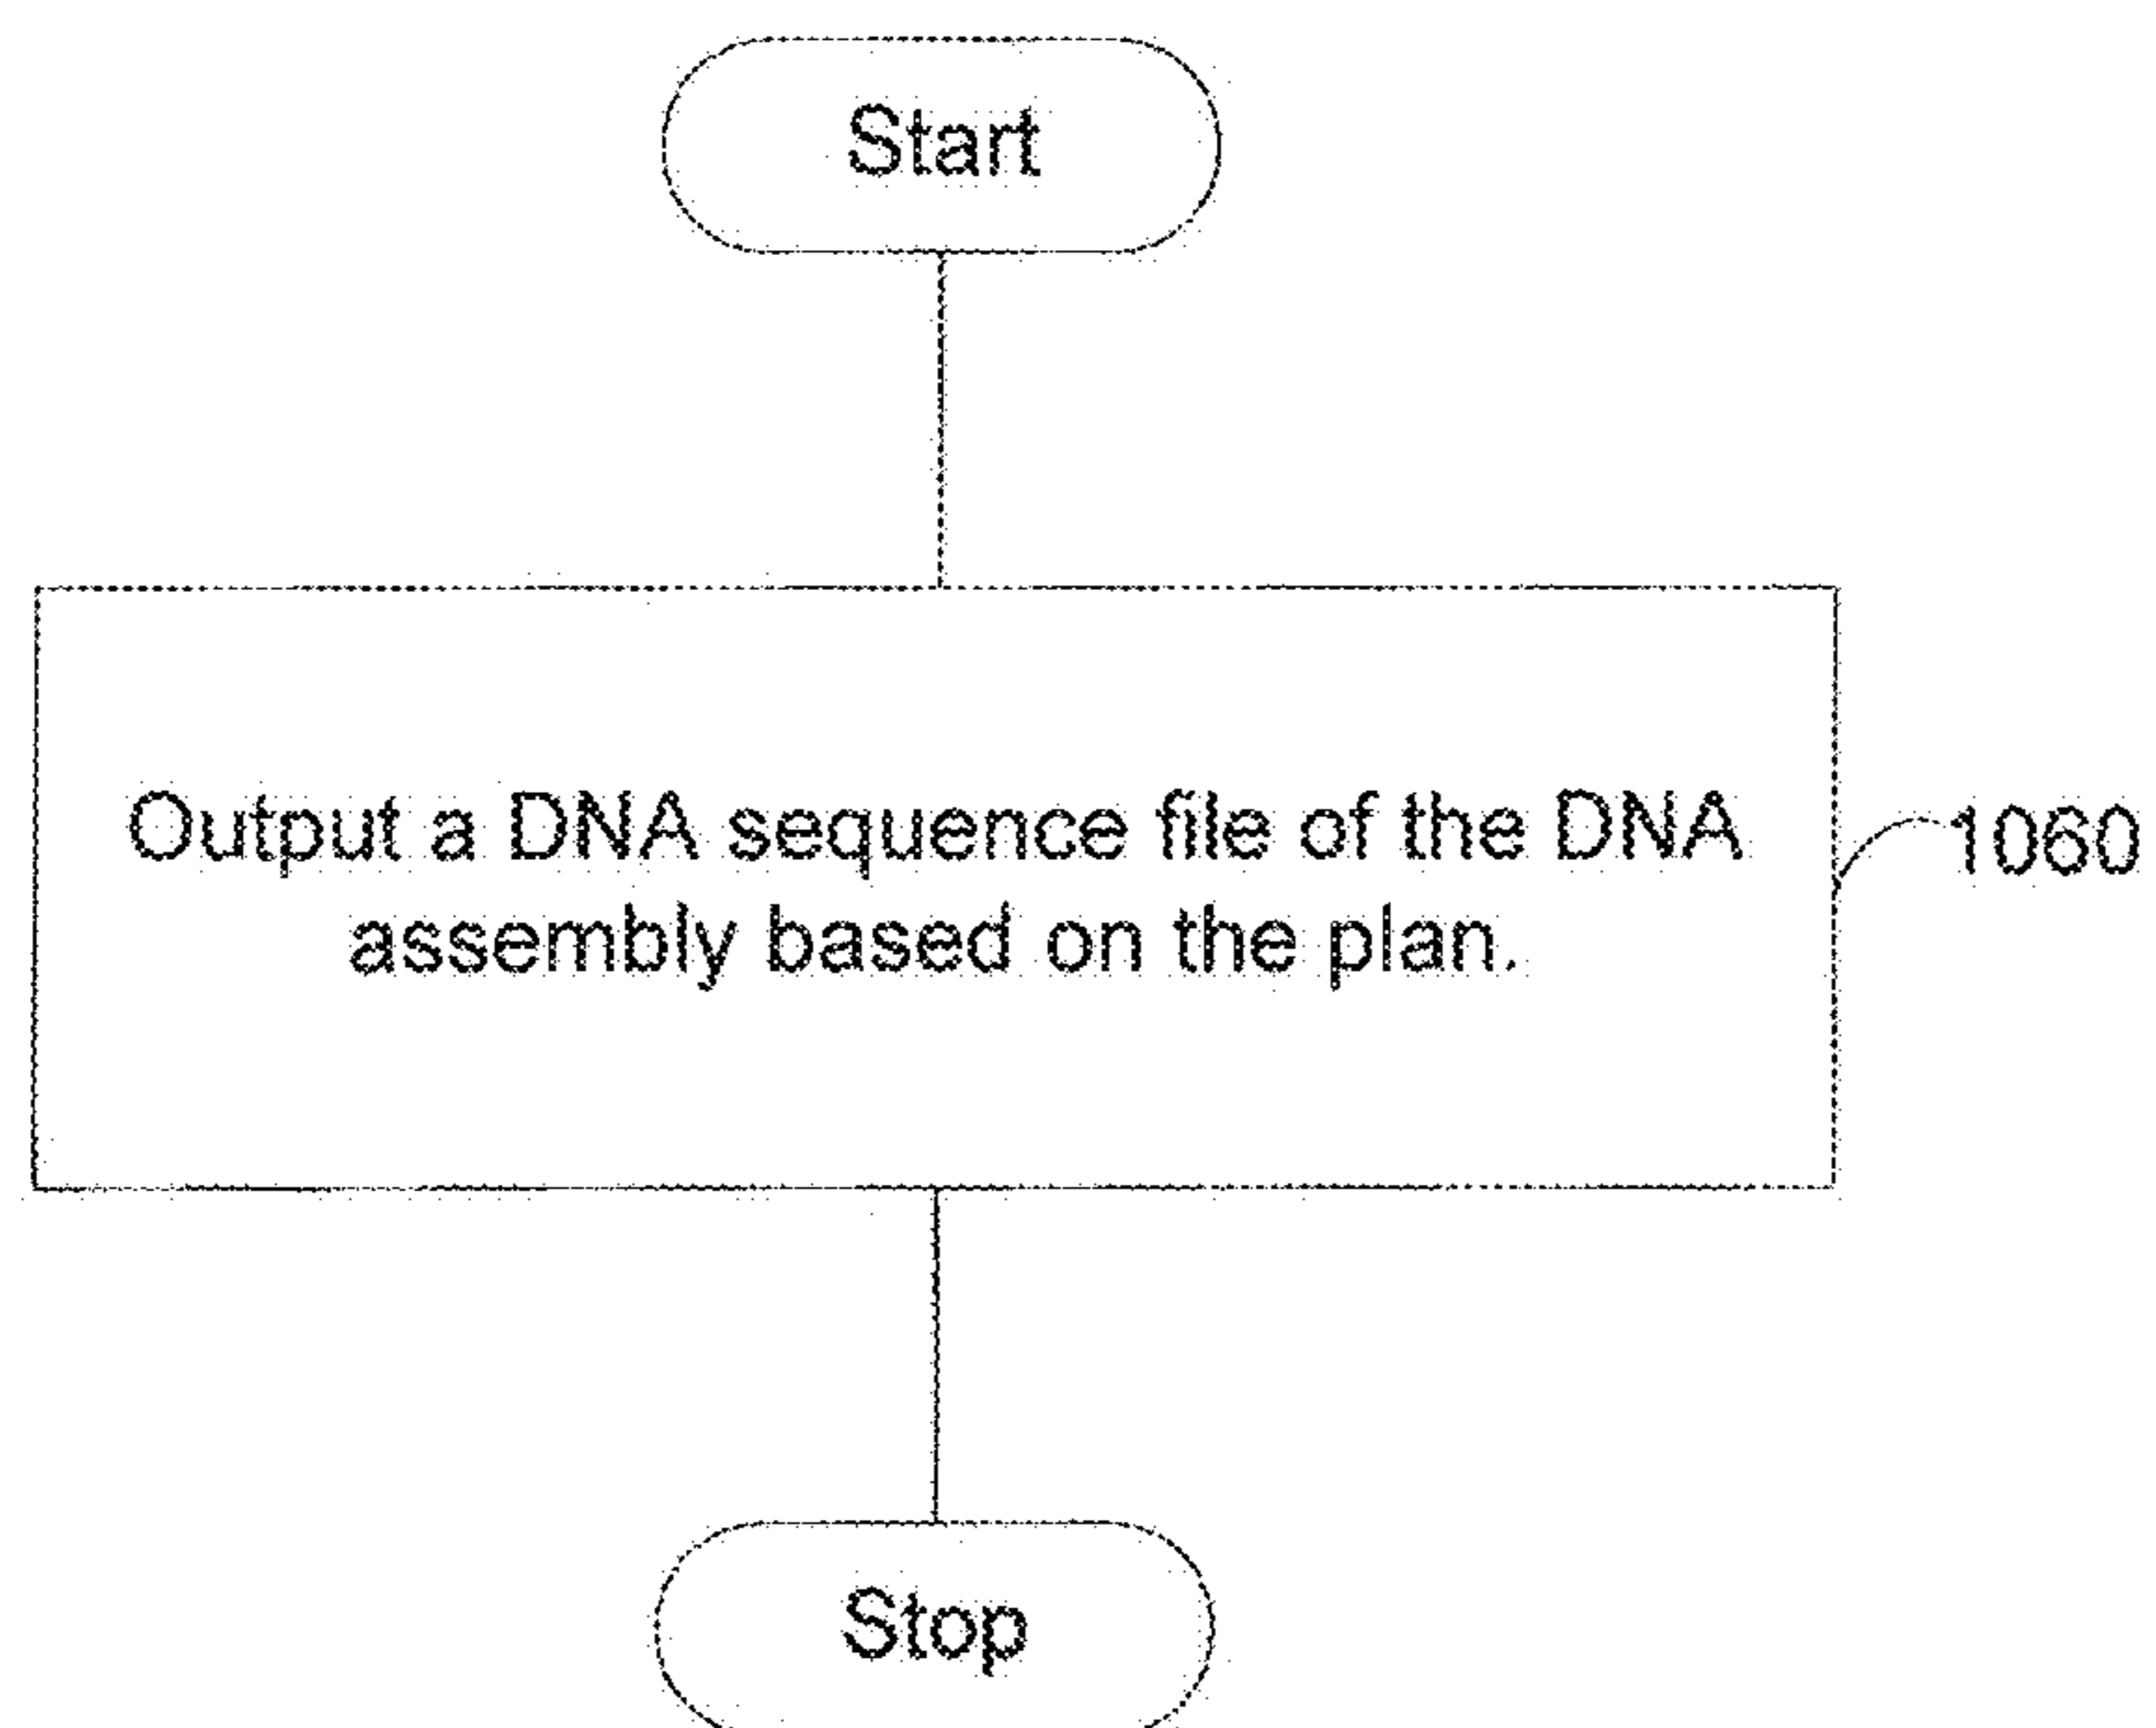 Start
Output a DNA sequence file of the DNA
assembly based on the plan.
1060
Stop